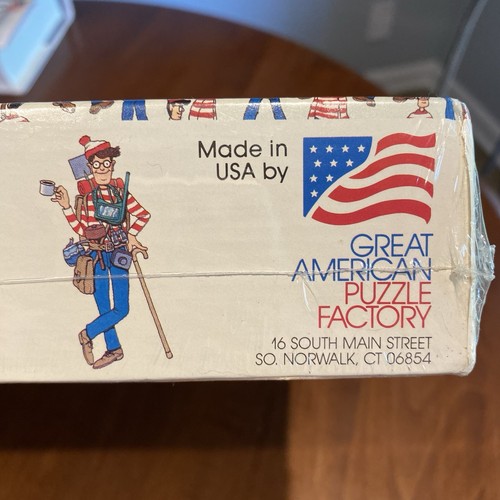 Made in
USA by
GREAT
AMERICAN
PUZZLE
FACTORY
16 SOUTH MAIN STREET
SO. NORWALK, CT 06854